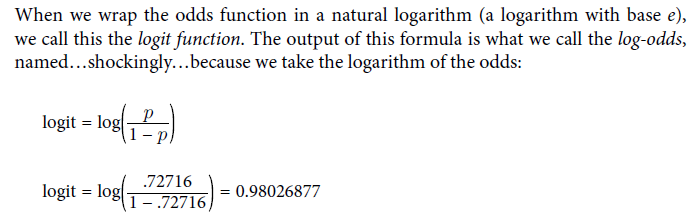 When we wrap the odds function in a natural logarithm (a logarithm with base e),
we call this the logit function. The output of this formula is what we call the log-odds,
named…shockingly…because we take the logarithm of the odds:
logit = log(p / 1 − p)
logit = log(.72716 / 1 − .72716) = 0.98026877